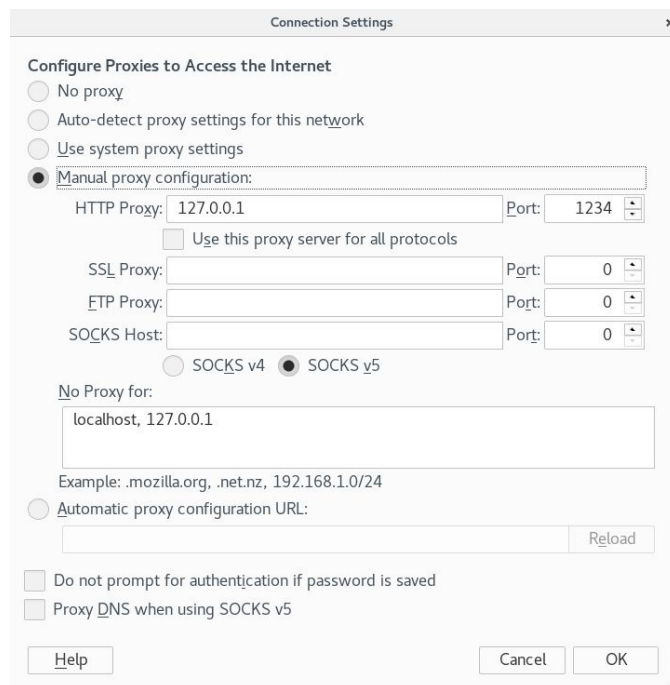 Connection Settings
Configure Proxies to Access the Internet
No proxy
Auto-detect proxy settings for this network
Use system proxy settings
Manual proxy configuration:
HTTP Proxy: 127.0.0.1 Port: 1234
Use this proxy server for all protocols
SSL Proxy: Port: 0
FTP Proxy: Port: 0
SOCKS Host: Port: 0
SOCKS v4 SOCKS v5
No Proxy for:
localhost, 127.0.0.1
Example: .mozilla.org, .net.nz, 192.168.1.0/24
Automatic proxy configuration URL:
Reload
Do not prompt for authentication if password is saved
Proxy DNS when using SOCKS v5
Help Cancel OK